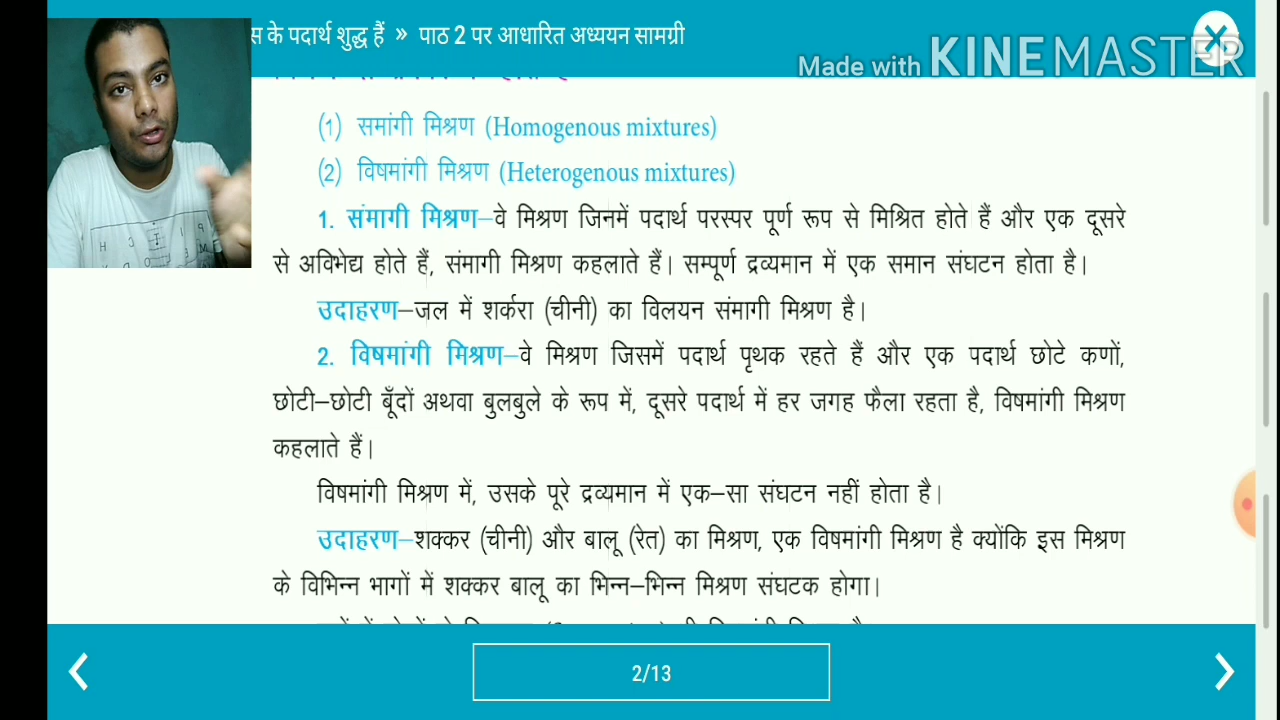 स के पदार्थ शुद्ध हैं » पाठ 2 पर आधारित अध्ययन सामग्री
Made with KINEMASTER
(1) समांगी मिश्रण (Homogenous mixtures)
(2) विषमांगी मिश्रण (Heterogenous mixtures)
1. संमागी मिश्रण–वे मिश्रण जिनमें पदार्थ परस्पर पूर्ण रूप से मिश्रित होते हैं और एक दूसरे
से अविभेद्य होते हैं, संमागी मिश्रण कहलाते हैं। सम्पूर्ण द्रव्यमान में एक समान संघटन होता है।
उदाहरण–जल में शर्करा (चीनी) का विलयन संमागी मिश्रण है।
2. विषमांगी मिश्रण–वे मिश्रण जिसमें पदार्थ पृथक रहते हैं और एक पदार्थ छोटे कणों,
छोटी–छोटी बूँदों अथवा बुलबुले के रूप में, दूसरे पदार्थ में हर जगह फैला रहता है, विषमांगी मिश्रण
कहलाते हैं।
विषमांगी मिश्रण में, उसके पूरे द्रव्यमान में एक–सा संघटन नहीं होता है।
उदाहरण–शक्कर (चीनी) और बालू (रेत) का मिश्रण, एक विषमांगी मिश्रण है क्योंकि इस मिश्रण
के विभिन्न भागों में शक्कर बालू का भिन्न–भिन्न मिश्रण संघटक होगा।
2/13